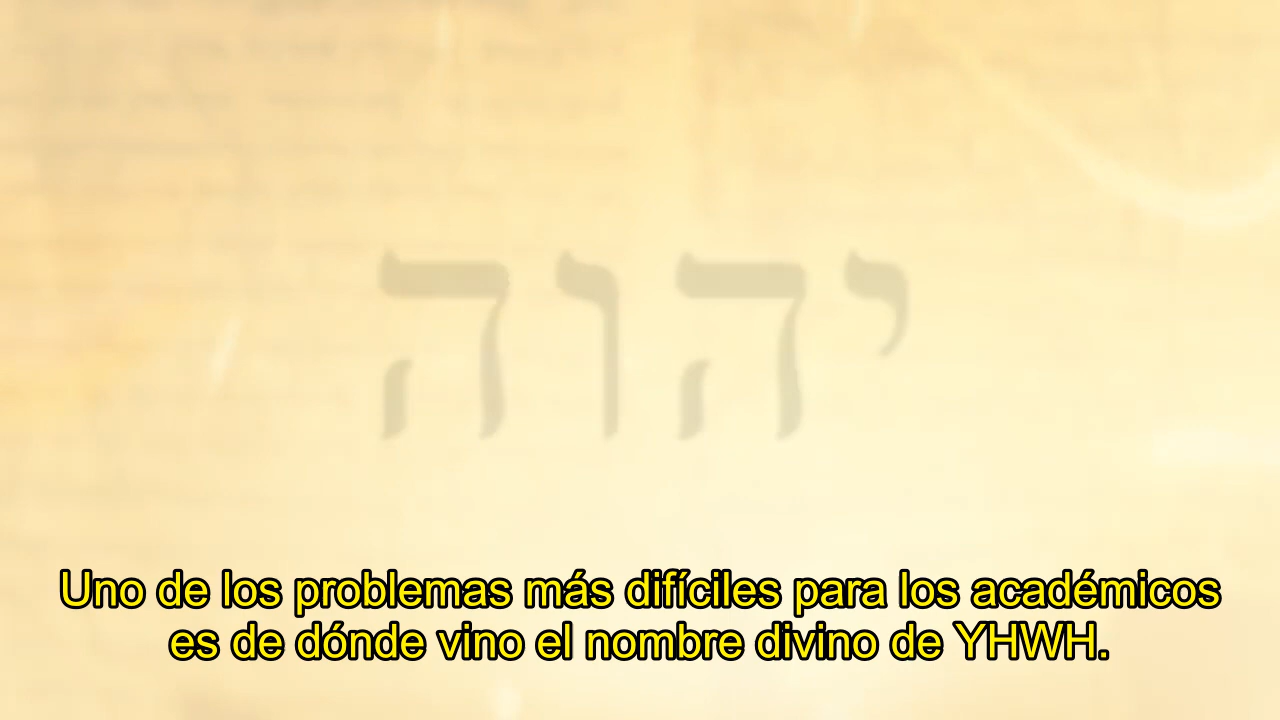 יהוה
Uno de los problemas más difíciles para los académicos
es de dónde vino el nombre divino de YHWH.